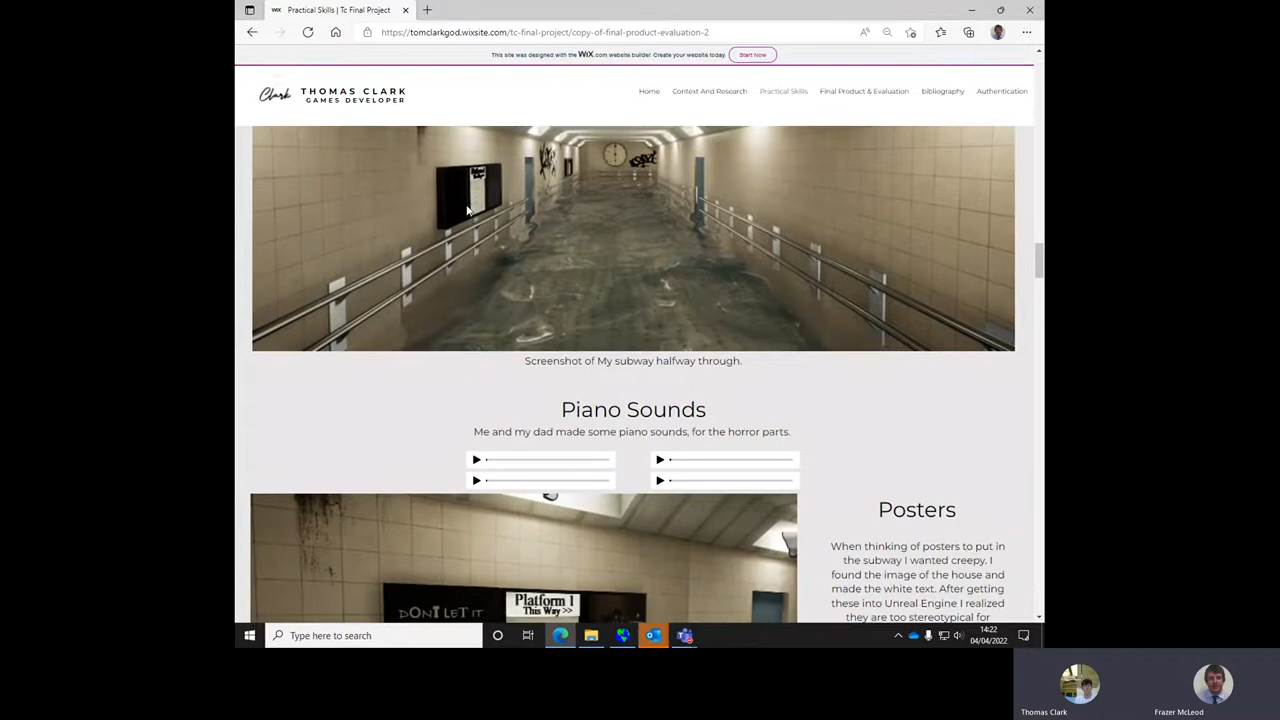 Practical Skills | Tc Final Project
https://tomclarkgod.wixsite.com/tc-final-project/copy-of-final-product-evaluation-2
This site was designed with the WiX.com website builder. Create your website today. Start Now
Clark THOMAS CLARK
GAMES DEVELOPER
Home Context And Research Practical Skills Final Product & Evaluation bibliography Authentication
Screenshot of My subway halfway through.
Piano Sounds
Me and my dad made some piano sounds, for the horror parts.
Posters
When thinking of posters to put in
the subway I wanted creepy. I
found the image of the house and
made the white text. After getting
these into Unreal Engine I realized
they are too stereotypical for
DON'T LET IT
Platform 1
This Way >>
Type here to search
14:22
04/04/2022
Thomas Clark
Frazer McLeod